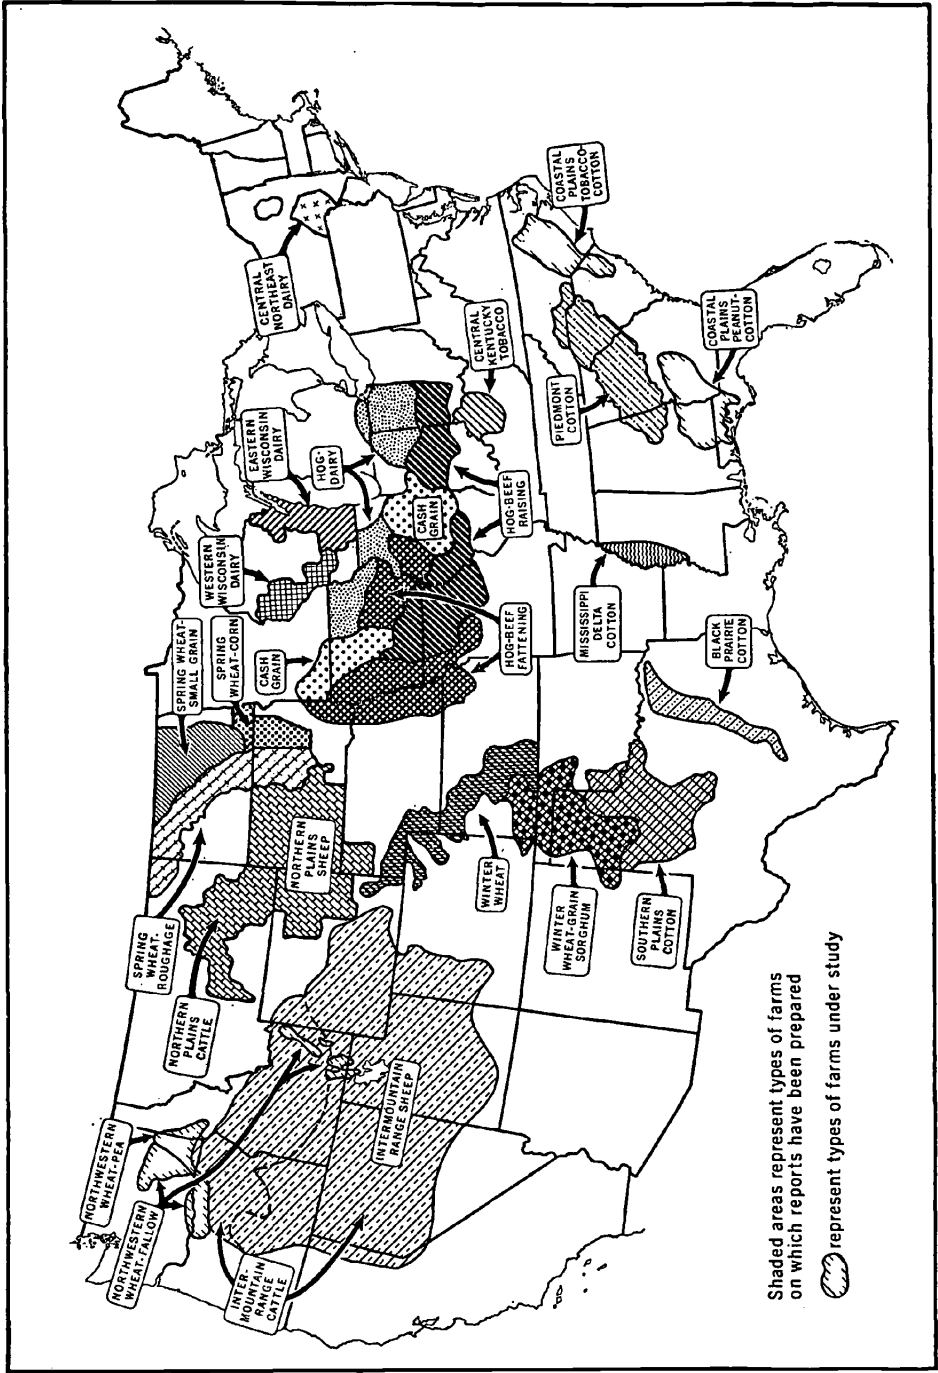 NORTHWESTERN
WHEAT-PEA
NORTHWESTERN
WHEAT-FALLOW
INTER-
MOUNTAIN
RANGE
CATTLE
INTERMOUNTAIN
RANGE SHEEP
NORTHERN
PLAINS
CATTLE
SPRING
WHEAT-
ROUGHAGE
NORTHERN
PLAINS
SHEEP
SPRING WHEAT-
SMALL GRAIN
SPRING
WHEAT-CORN
CASH
GRAIN
WESTERN
WISCONSIN
DAIRY
EASTERN
WISCONSIN
DAIRY
HOG-
DAIRY
CENTRAL
NORTHEAST
DAIRY
CASH
GRAIN
HOG-BEEF
RAISING
HOG-BEEF
FATTENING
CENTRAL
KENTUCKY
TOBACCO
COASTAL
PLAINS
TOBACCO-
COTTON
PIEDMONT
COTTON
COASTAL
PLAINS
PEANUT-
COTTON
MISSISSIPPI
DELTA
COTTON
BLACK
PRAIRIE
COTTON
WINTER
WHEAT
WINTER
WHEAT-GRAIN
SORGHUM
SOUTHERN
PLAINS
COTTON
Shaded areas represent types of farms
on which reports have been prepared
represent types of farms under study